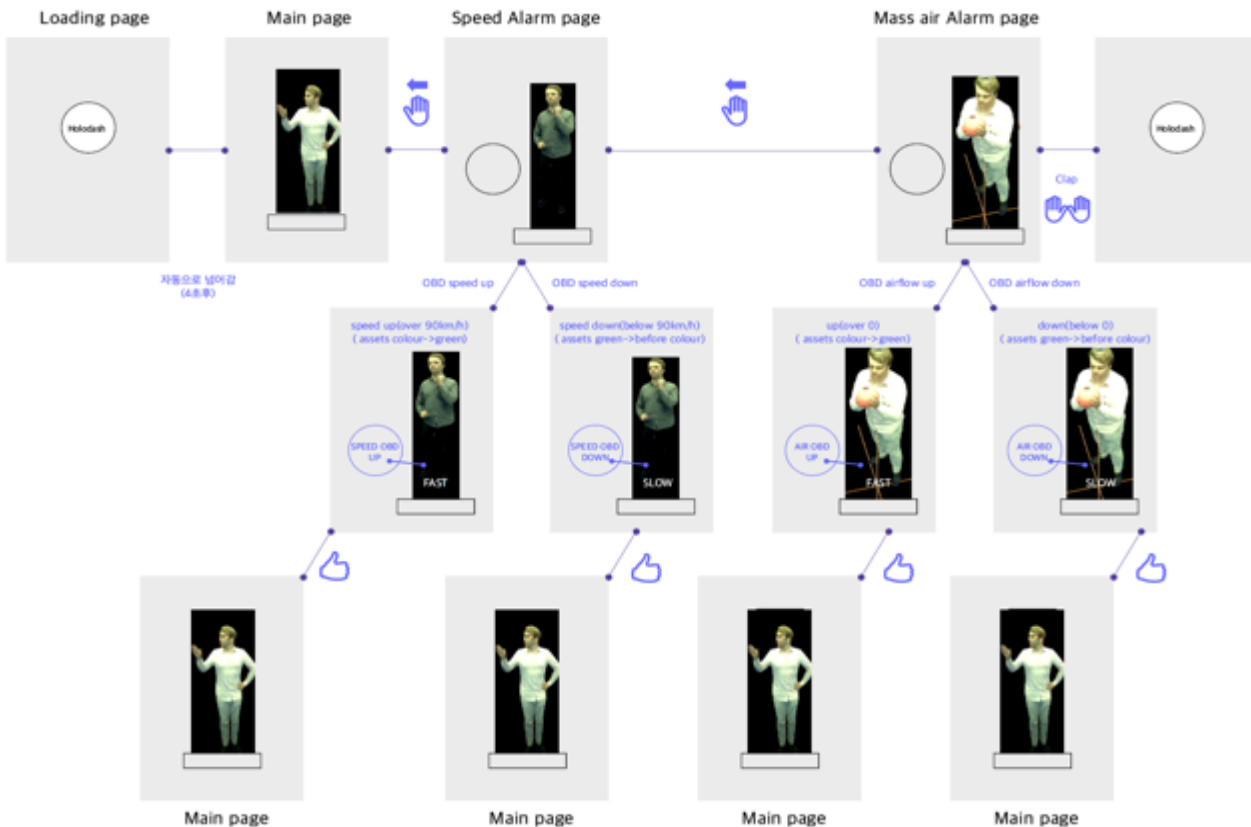 Loading page
Main page
Speed Alarm page
Mass air Alarm page
Holodash
Holodash
Clap
자동으로 넘어감
(4초후)
OBD speed up
OBD speed down
OBD airflow up
OBD airflow down
speed up(over 90km/h)
( assets colour->green)
speed down(below 90km/h)
( assets green->before colour)
up(over 0)
( assets colour->green)
down(below 0)
( assets green->before colour)
SPEED OBD
UP
FAST
SPEED OBD
DOWN
SLOW
AIR OBD
UP
FAST
AIR OBD
DOWN
SLOW
Main page
Main page
Main page
Main page